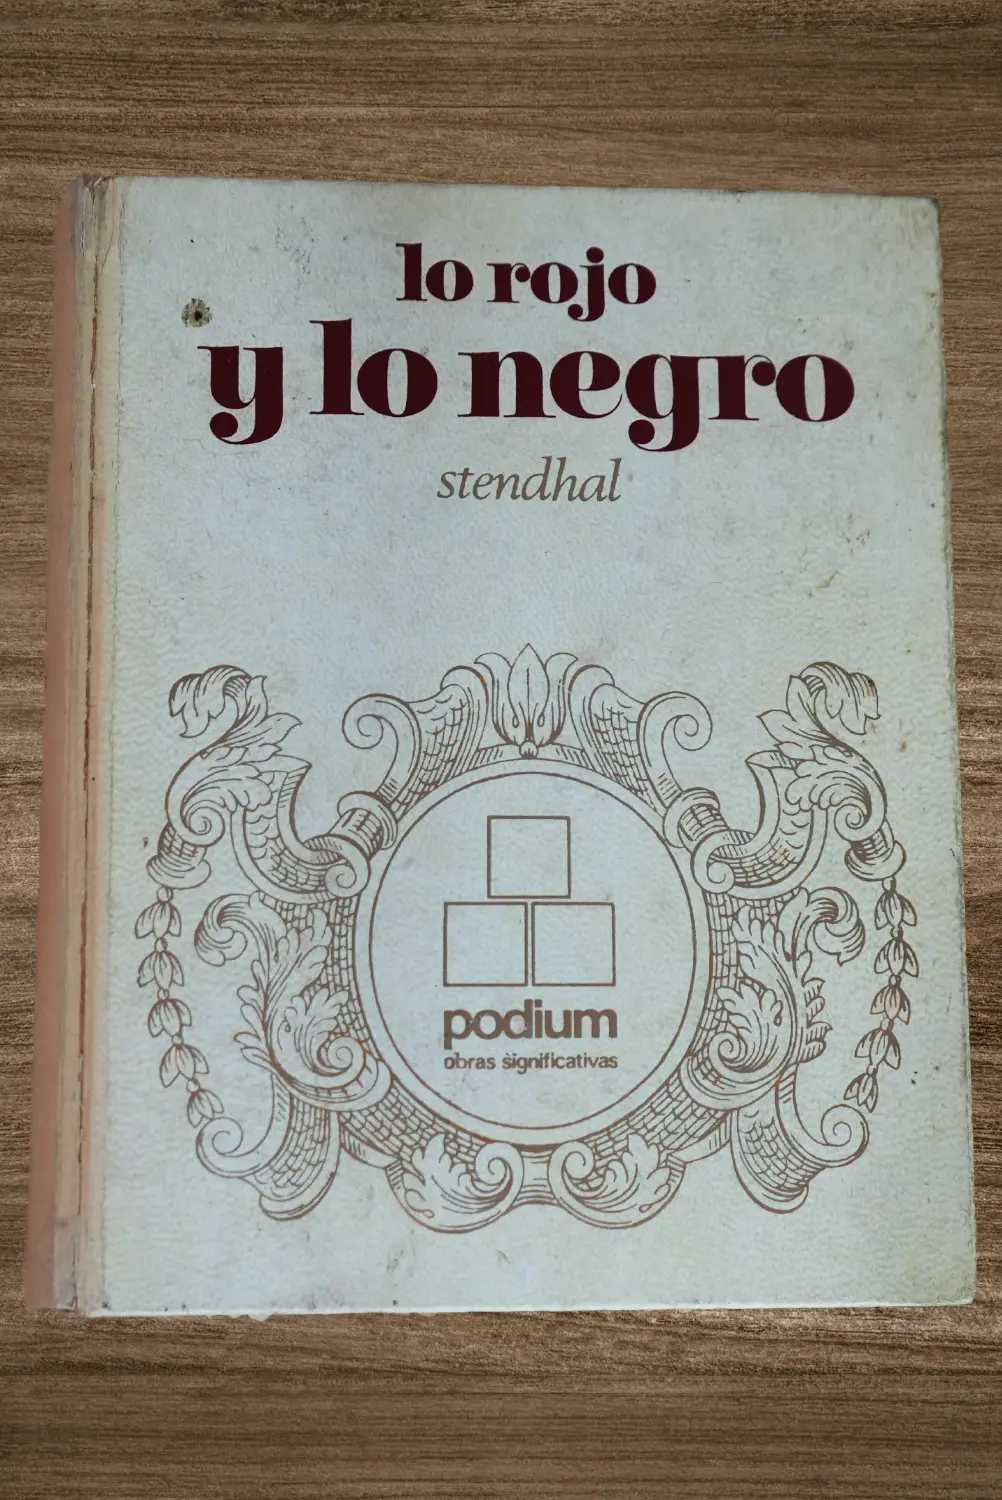 lo rojo
y lo negro
stendhal
podium
obras significativas